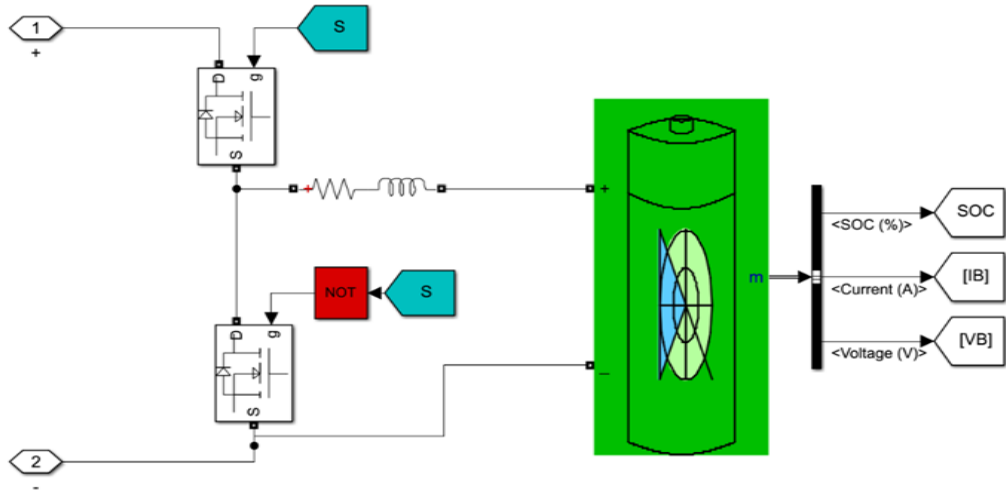 1
+
S
D
g
S
+
+
NOT
S
D
g
S
–
m
<SOC (%)>
SOC
<Current (A)>
[IB]
<Voltage (V)>
[VB]
2
-